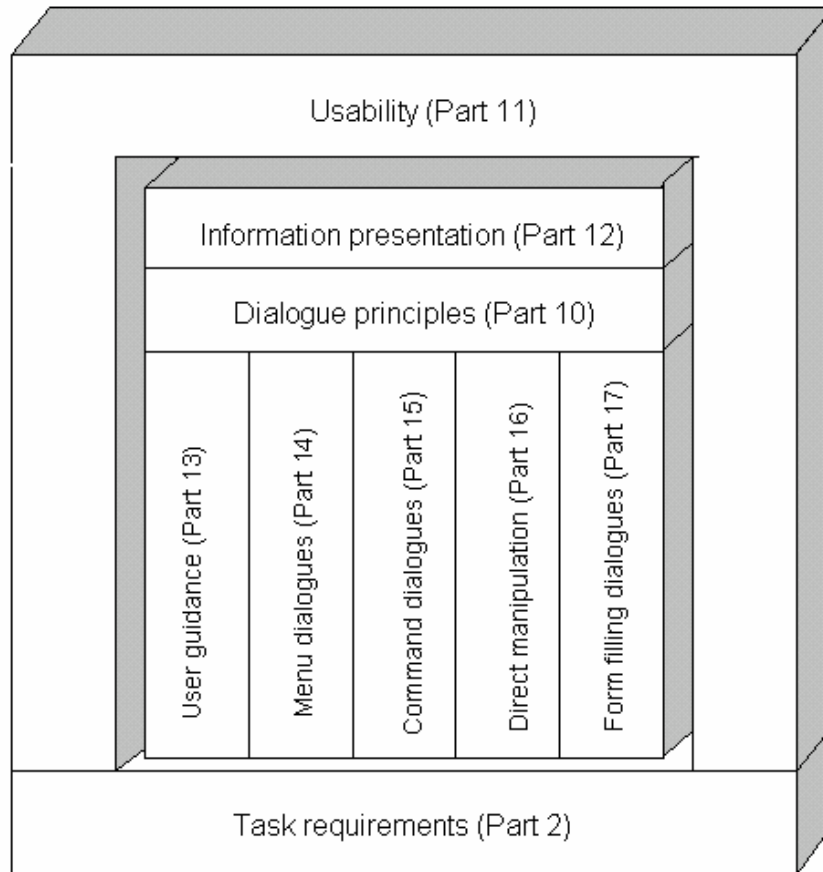 Usability (Part 11)
Information presentation (Part 12)
Dialogue principles (Part 10)
User guidance (Part 13)
Menu dialogues (Part 14)
Command dialogues (Part 15)
Direct manipulation (Part 16)
Form filling dialogues (Part 17)
Task requirements (Part 2)